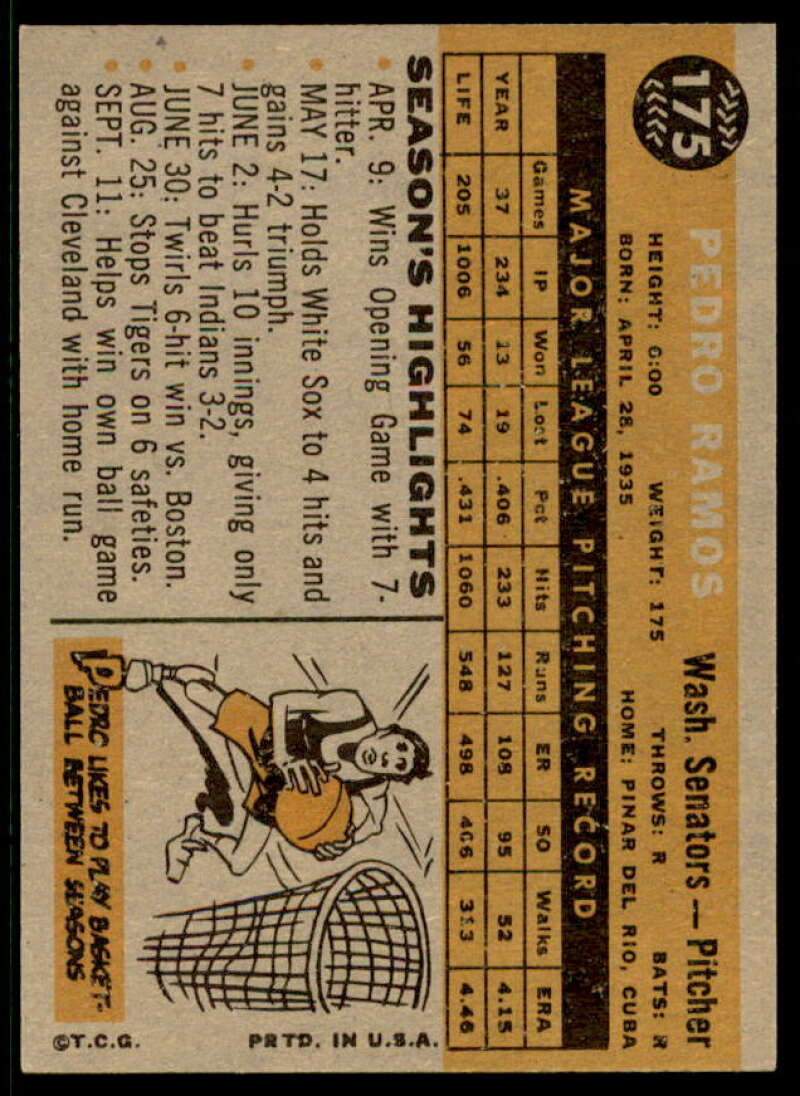 175
PEDRO RAMOS Wash. Senators — Pitcher
HEIGHT: 6:00 WEIGHT: 175 THROWS: R BATS: R
BORN: APRIL 28, 1935 HOME: PINAR DEL RIO, CUBA
MAJOR LEAGUE PITCHING RECORD
Games IP Won Lost Pct Hits Runs ER SO Walks ERA
YEAR 37 234 13 19 .406 233 127 108 95 52 4.15
LIFE 205 1006 56 74 .431 1060 548 498 406 313 4.46
SEASON'S HIGHLIGHTS
• APR. 9: Wins Opening Game with 7-
hitter.
• MAY 17: Holds White Sox to 4 hits and
gains 4-2 triumph.
• JUNE 2: Hurls 10 innings, giving only
7 hits to beat Indians 3-2.
• JUNE 30: Twirls 6-hit win vs. Boston.
• AUG. 25: Stops Tigers on 6 safeties.
• SEPT. 11: Helps win own ball game
against Cleveland with home run.
PEDRO LIKES TO PLAY BASKET-
BALL BETWEEN SEASONS
©T.C.G. PRTD. IN U.S.A.